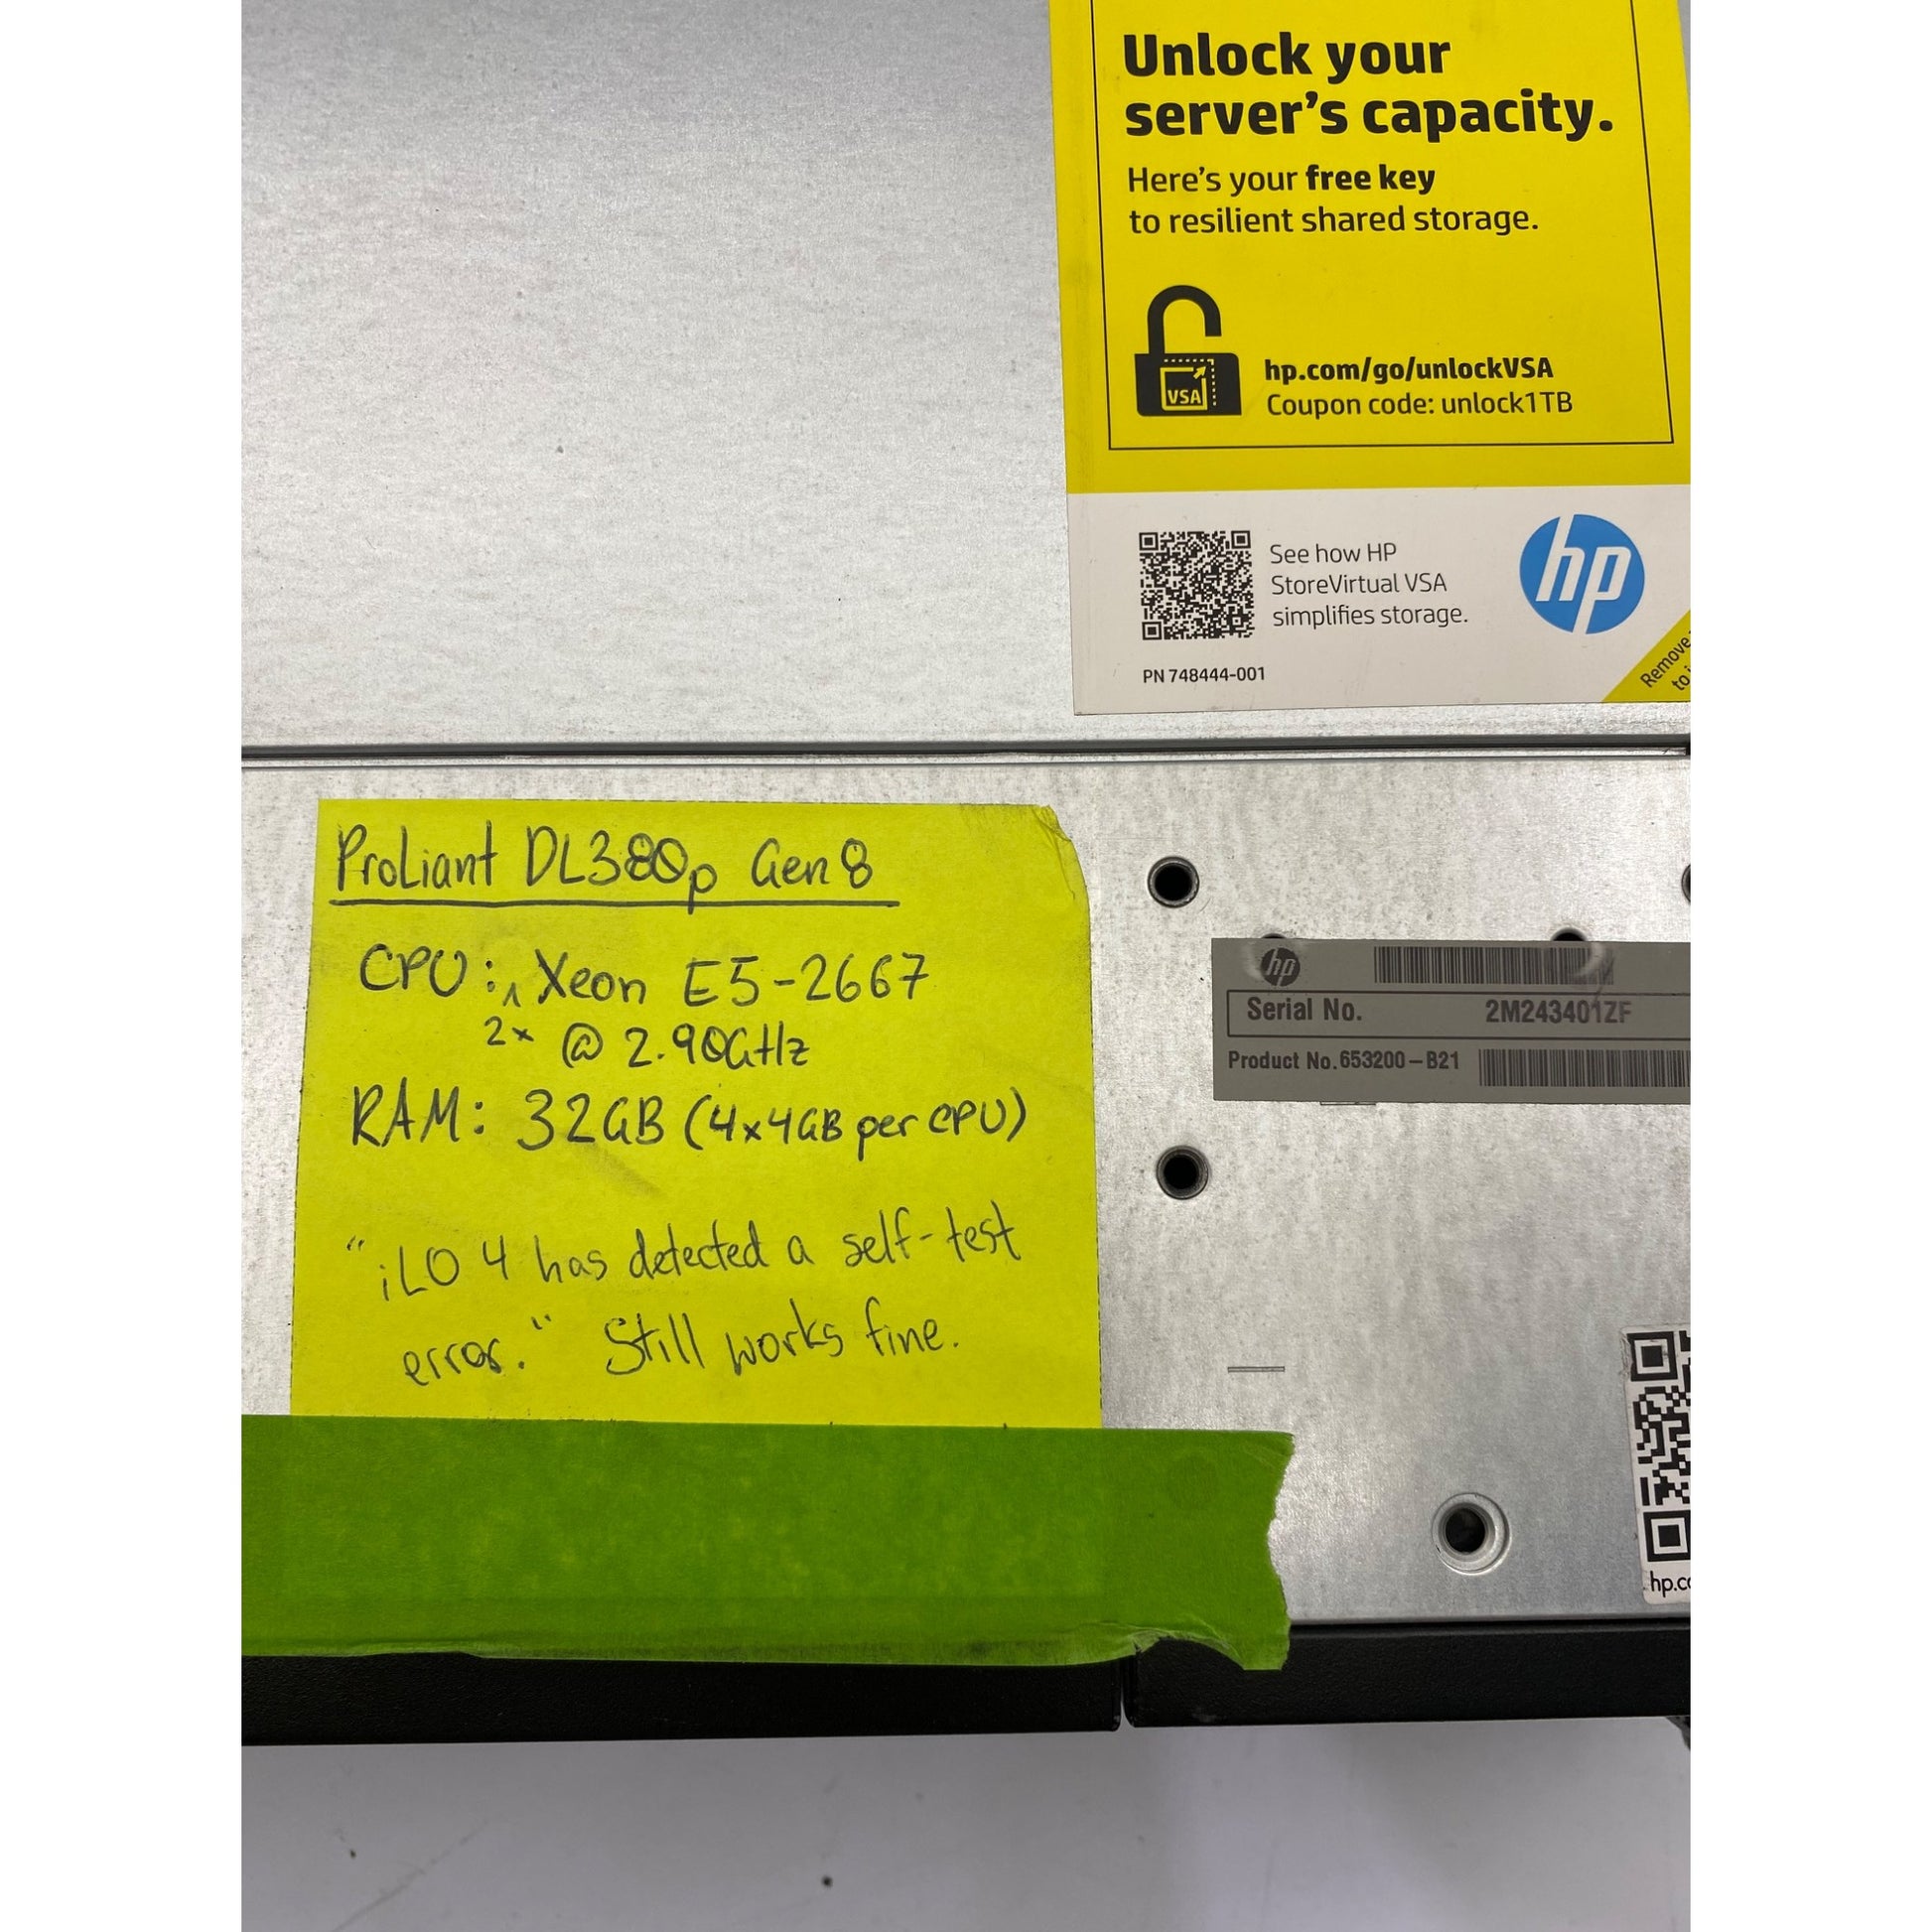 Unlock your
server's capacity.
Here's your free key
to resilient shared storage.
VSA
hp.com/go/unlockVSA
Coupon code: unlock1TB
See how HP
StoreVirtual VSA
simplifies storage.
hp
PN 748444-001
Remove
to
ProLiant DL380p Gen 8
CPU: 2x Xeon E5-2667
@ 2.90GHz
RAM: 32GB (4x4GB per CPU)
"iLO 4 has detected a self-test
error." Still works fine.
hp
Serial No. 2M243401ZF
Product No. 653200-B21
hp.c